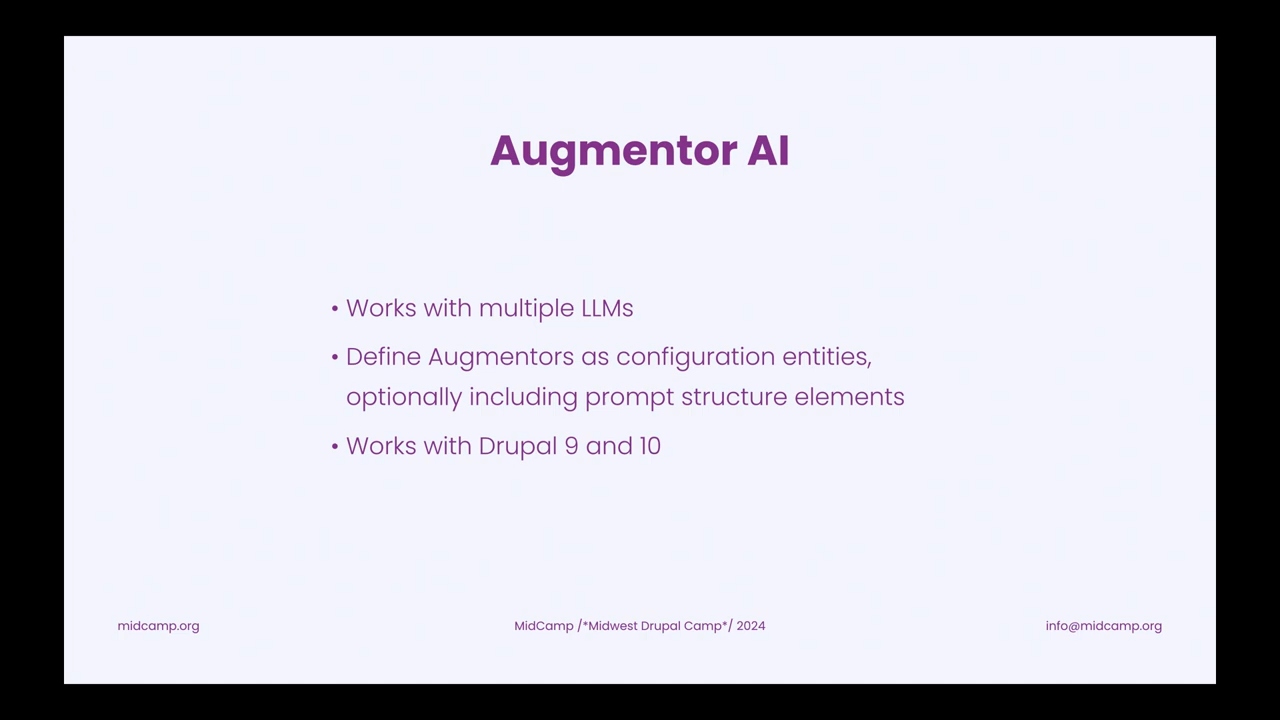 Augmentor AI
• Works with multiple LLMs
• Define Augmentors as configuration entities,
optionally including prompt structure elements
• Works with Drupal 9 and 10
midcamp.org
MidCamp /*Midwest Drupal Camp*/ 2024
info@midcamp.org